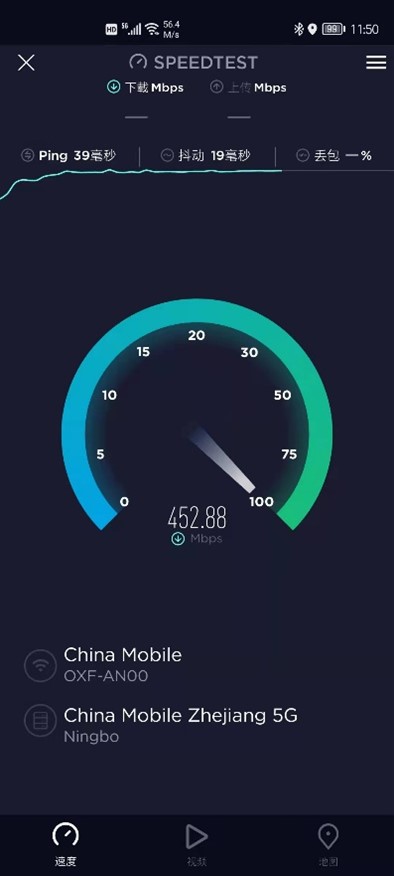 HD 5G 56.4 M/s 99 11:50
SPEEDTEST
下載 Mbps 上传 Mbps
Ping 39毫秒 抖动 19毫秒 丢包 —%
20
15 30
10 50
5 75
0 100
452.88
Mbps
China Mobile
OXF-AN00
China Mobile Zhejiang 5G
Ningbo
速度 视频 地图